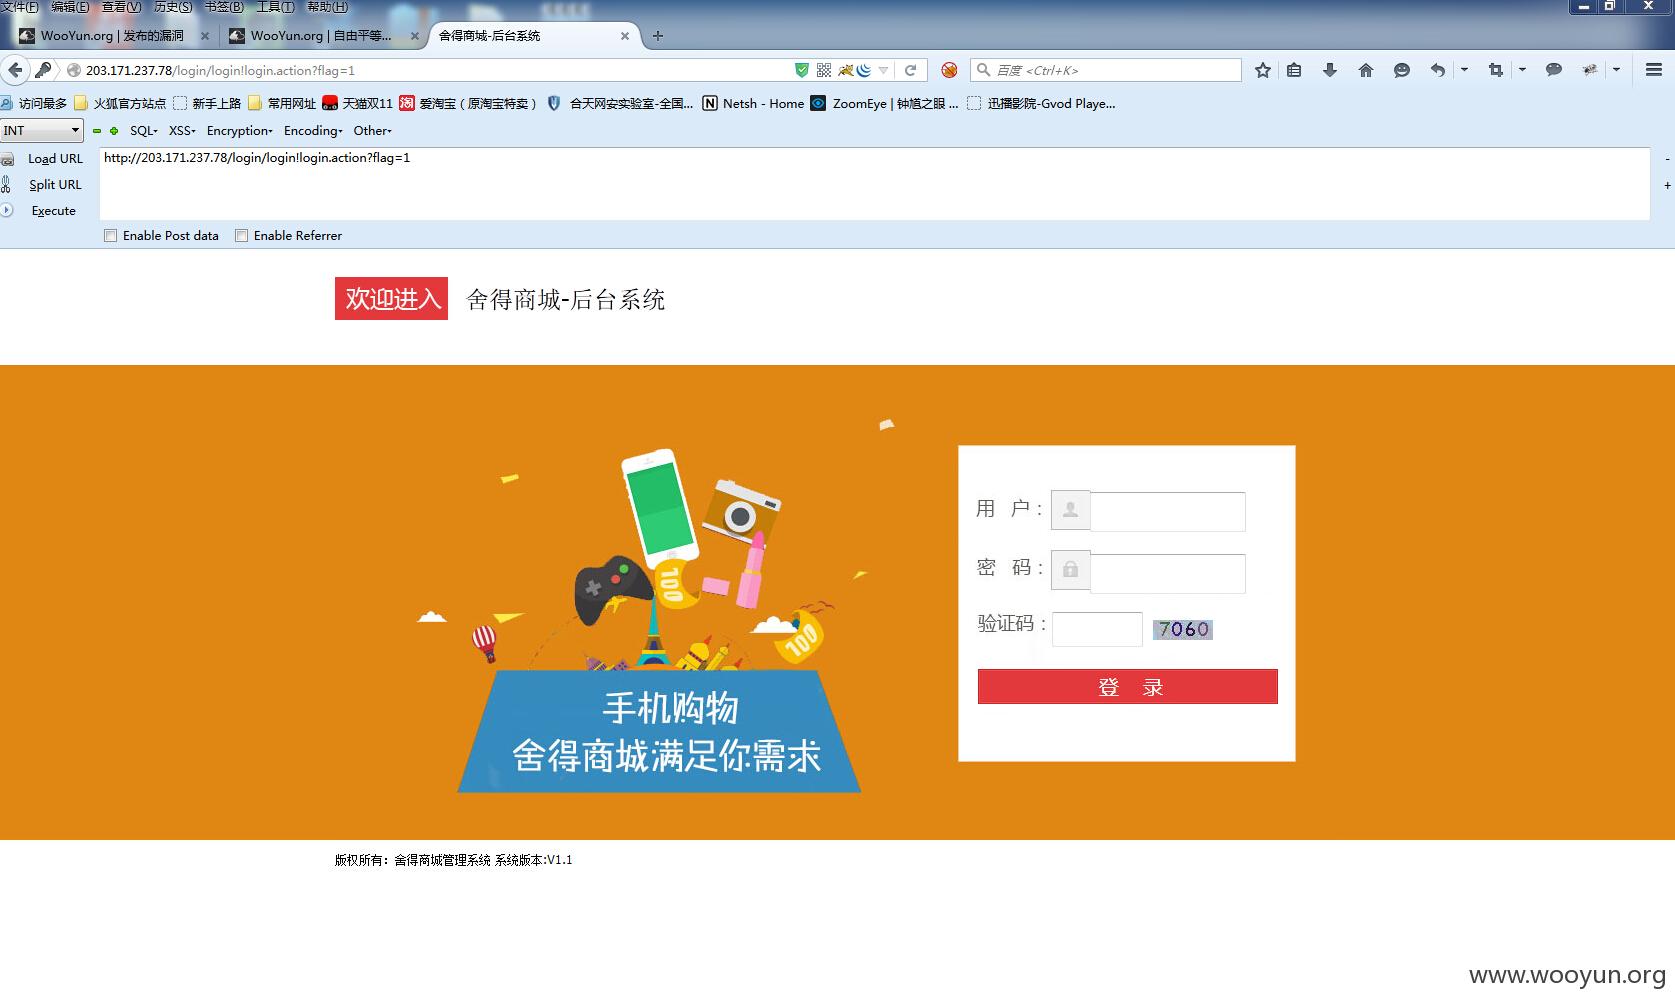 文件(F) 编辑(E) 查看(V) 历史(S) 书签(B) 工具(T) 帮助(H)
WooYun.org | 发布的漏洞 WooYun.org | 自由平等... 舍得商城-后台系统
203.171.237.78/login/login!login.action?flag=1 百度 <Ctrl+K>
访问最多 火狐官方站点 新手上路 常用网址 天猫双11 淘 爱淘宝（原淘宝特卖） 合天网安实验室-全国... N Netsh - Home ZoomEye | 钟馗之眼 ... 迅播影院-Gvod Playe...
INT SQL XSS Encryption Encoding Other
Load URL http://203.171.237.78/login/login!login.action?flag=1 -
Split URL +
Execute
Enable Post data Enable Referrer
欢迎进入 舍得商城-后台系统
用 户：
密 码：
验证码： 7060
登 录
100
100
手机购物
舍得商城满足你需求
版权所有：舍得商城管理系统 系统版本:V1.1
www.wooyun.org